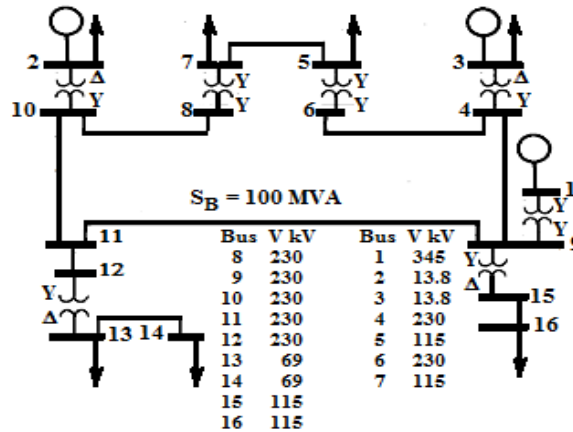 2 Δ Y 7 Y Y 5 Y Y 3 Δ Y
10 8 6 4
S_B = 100 MVA
1
Y
Y
9
11
12
Y
Δ
13 14
Y
Δ
15
16
Bus V kV Bus V kV
8 230 1 345
9 230 2 13.8
10 230 3 13.8
11 230 4 230
12 230 5 115
13 69 6 230
14 69 7 115
15 115
16 115